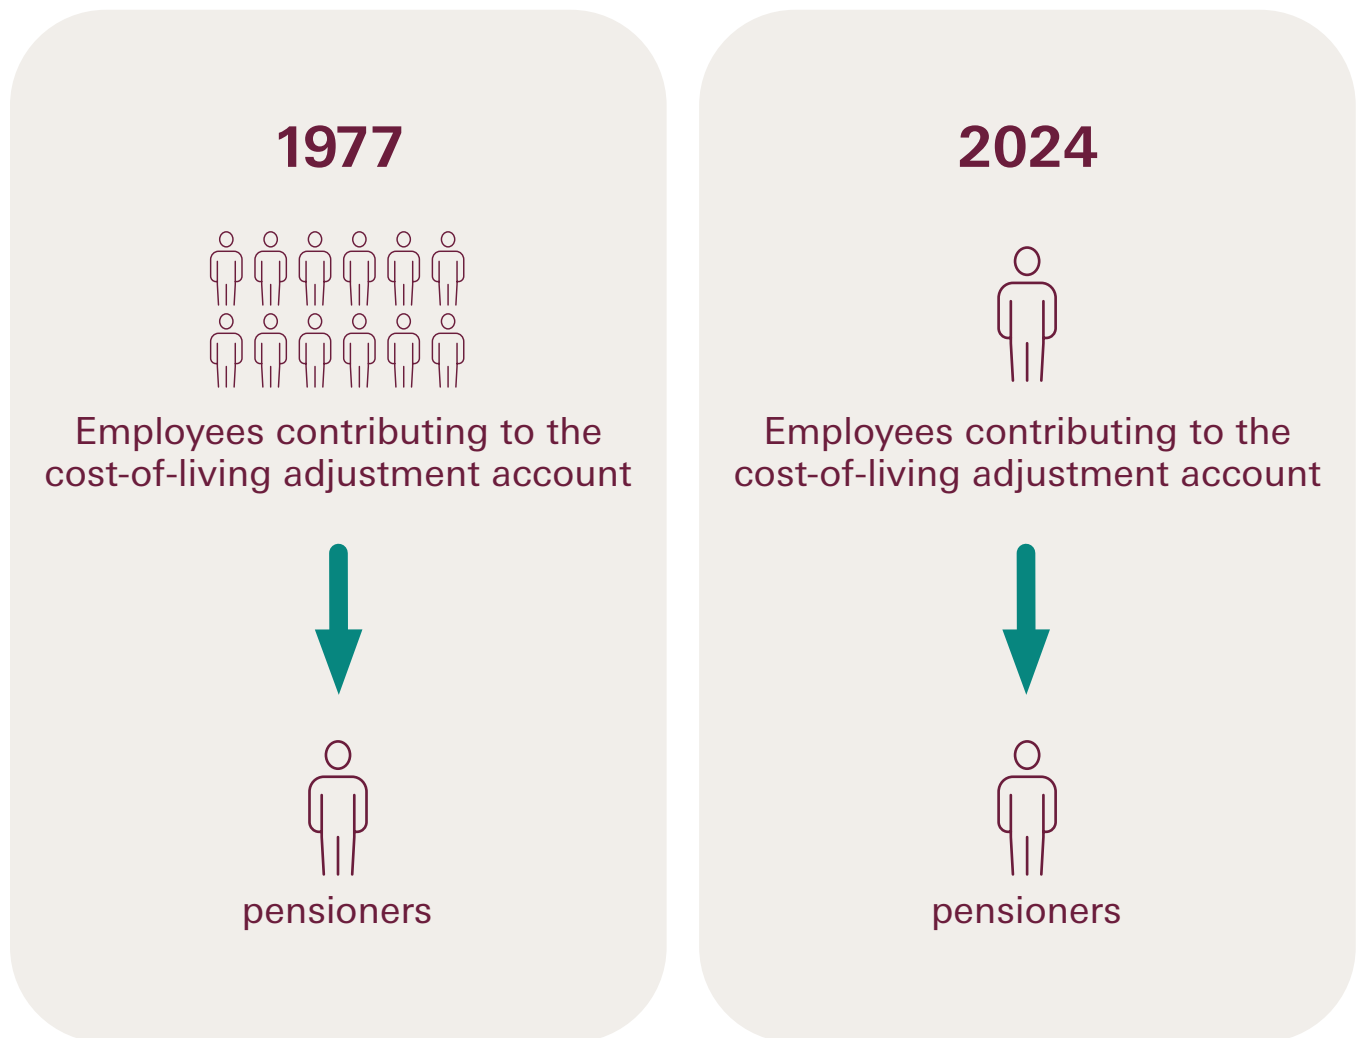 1977
Employees contributing to the
cost-of-living adjustment account
pensioners
2024
Employees contributing to the
cost-of-living adjustment account
pensioners